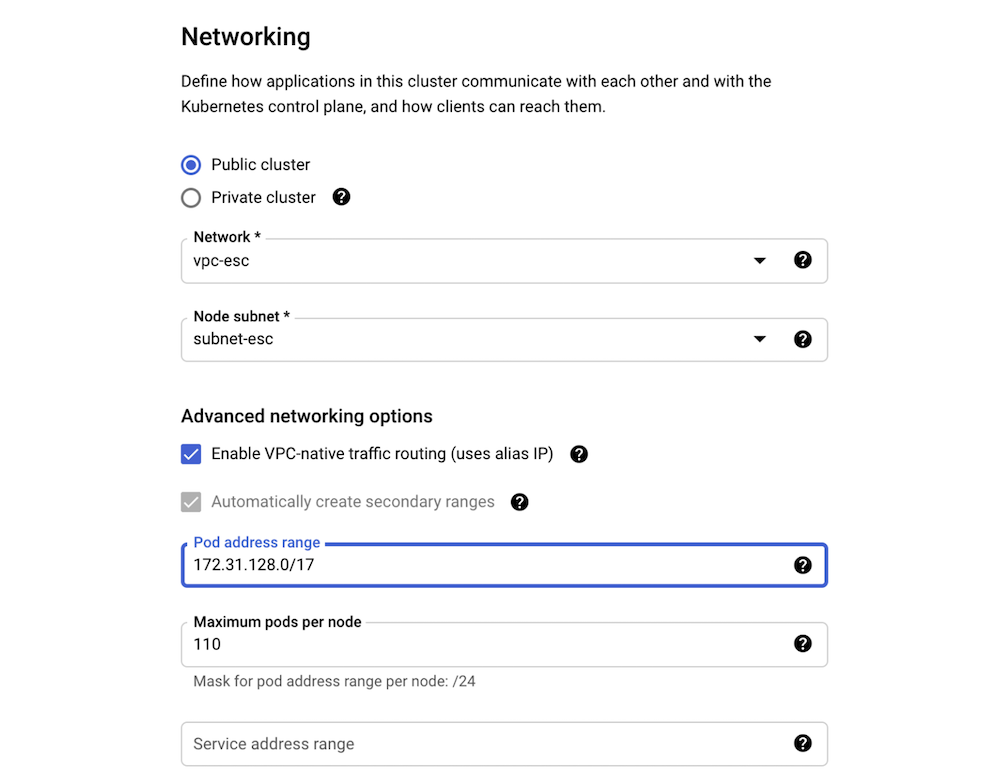 Networking
Define how applications in this cluster communicate with each other and with the
Kubernetes control plane, and how clients can reach them.
Public cluster
Private cluster
Network *
vpc-esc
Node subnet *
subnet-esc
Advanced networking options
Enable VPC-native traffic routing (uses alias IP)
Automatically create secondary ranges
Pod address range
172.31.128.0/17
Maximum pods per node
110
Mask for pod address range per node: /24
Service address range